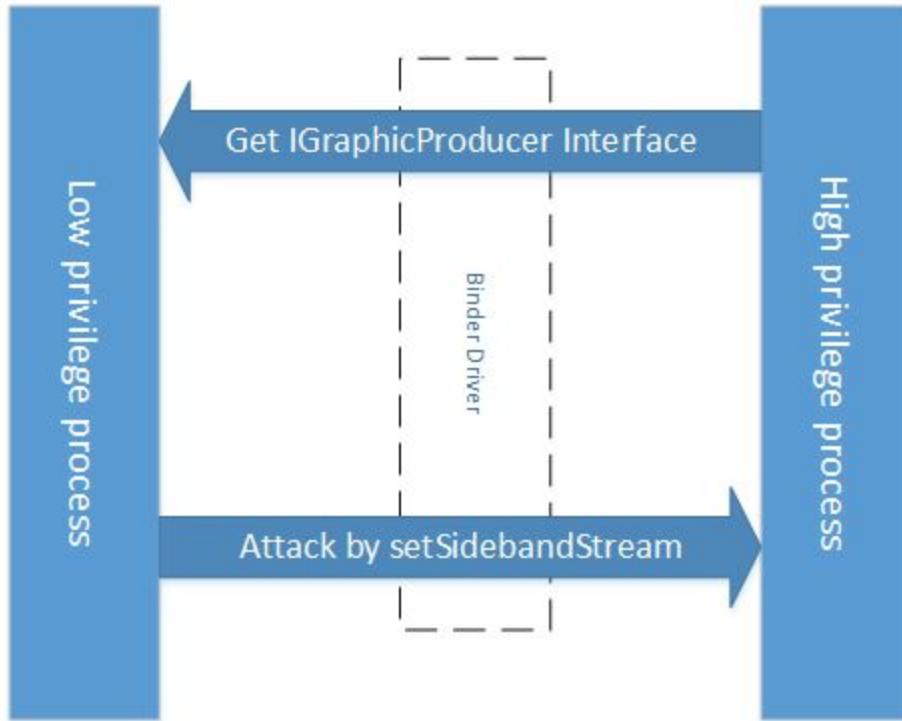 Get IGraphicProducer Interface
Low privilege process
High privilege process
Binder Driver
Attack by setSidebandStream